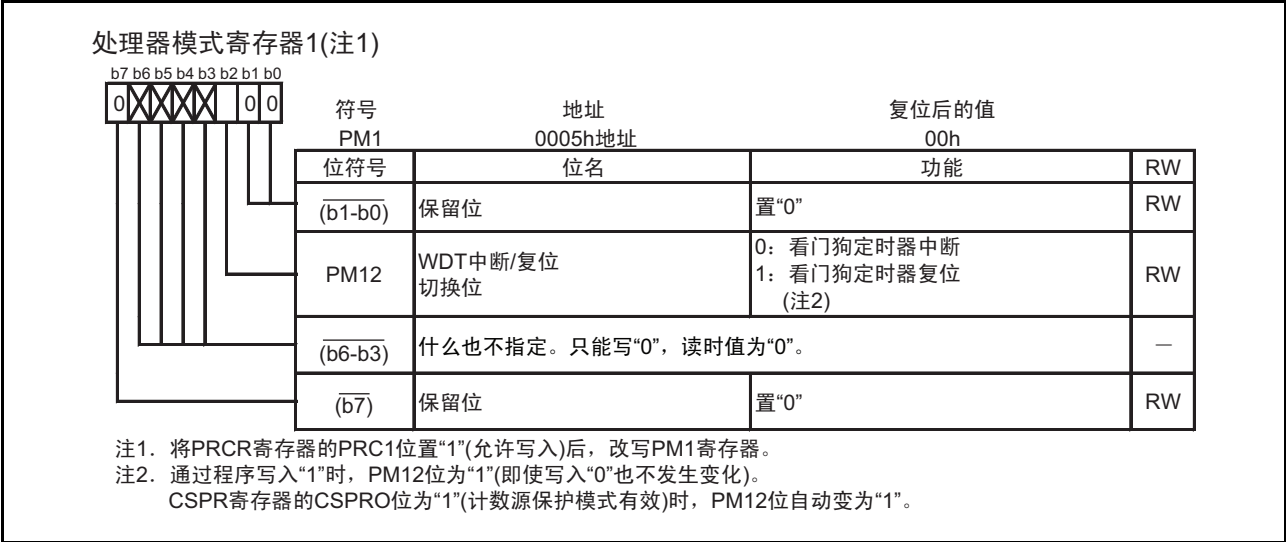 处理器模式寄存器1(注1)
b7 b6 b5 b4 b3 b2 b1 b0
0 0 0
符号 地址 复位后的值
PM1 0005h地址 00h
位符号 位名 功能 RW
(b1-b0) 保留位 置“0” RW
PM12 WDT中断/复位 切换位 0：看门狗定时器中断 RW
1：看门狗定时器复位
(注2)
(b6-b3) 什么也不指定。只能写“0”，读时值为“0”。 —
(b7) 保留位 置“0” RW
注1. 将PRCR寄存器的PRC1位置“1”(允许写入)后，改写PM1寄存器。
注2. 通过程序写入“1”时，PM12位为“1”(即使写入“0”也不发生变化)。
CSPR寄存器的CSPRO位为“1”(计数源保护模式有效)时，PM12位自动变为“1”。